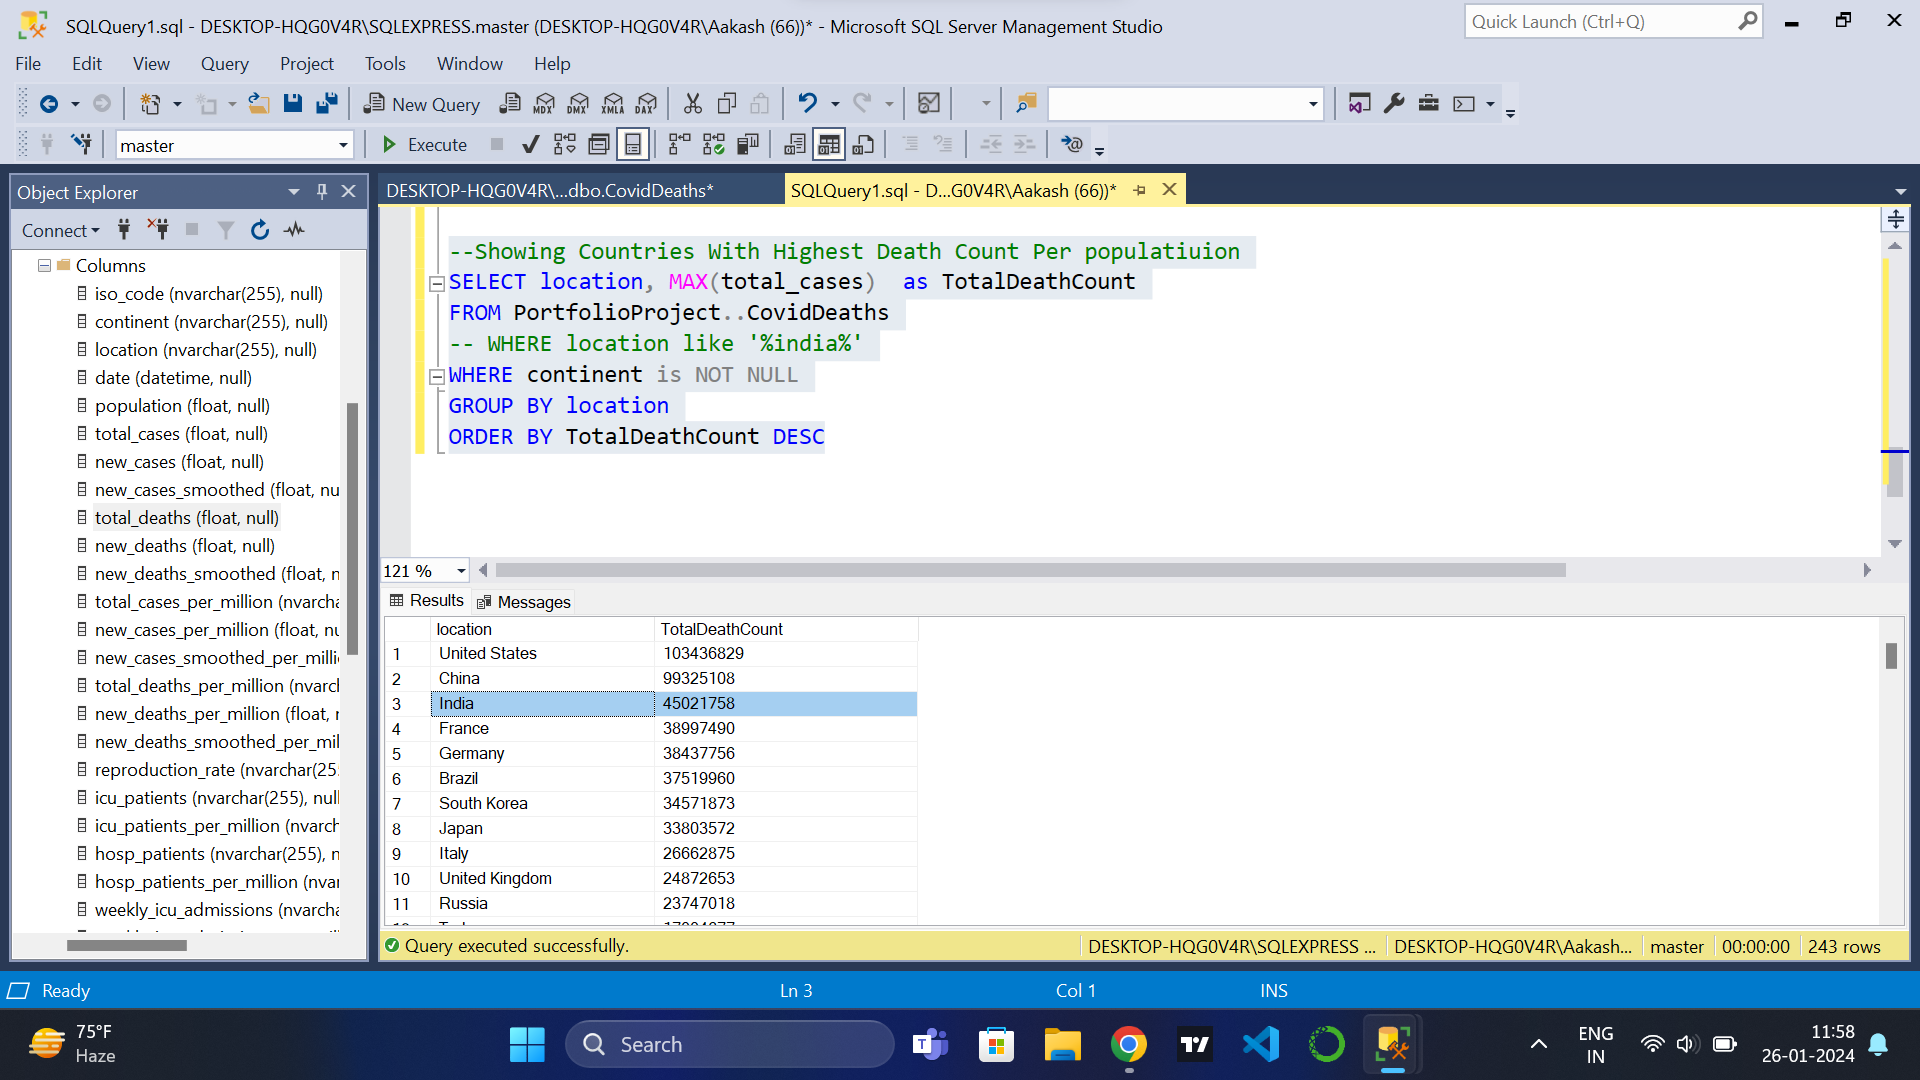 SQLQuery1.sql - DESKTOP-HQG0V4R\SQLEXPRESS.master (DESKTOP-HQG0V4R\Aakash (66))* - Microsoft SQL Server Management Studio
Quick Launch (Ctrl+Q)
File Edit View Query Project Tools Window Help
New Query MDX DMX XMLA DAX
master Execute
Object Explorer
DESKTOP-HQG0V4R\...dbo.CovidDeaths* SQLQuery1.sql - D...G0V4R\Aakash (66))*
Connect
Columns
iso_code (nvarchar(255), null)
continent (nvarchar(255), null)
location (nvarchar(255), null)
date (datetime, null)
population (float, null)
total_cases (float, null)
new_cases (float, null)
new_cases_smoothed (float, nu
total_deaths (float, null)
new_deaths (float, null)
new_deaths_smoothed (float, n
total_cases_per_million (nvarcha
new_cases_per_million (float, nu
new_cases_smoothed_per_milli
total_deaths_per_million (nvarch
new_deaths_per_million (float, r
new_deaths_smoothed_per_mil
reproduction_rate (nvarchar(255
icu_patients (nvarchar(255), null
icu_patients_per_million (nvarch
hosp_patients (nvarchar(255), n
hosp_patients_per_million (nvar
weekly_icu_admissions (nvarcha
--Showing Countries With Highest Death Count Per populatiuion
SELECT location, MAX(total_cases) as TotalDeathCount
FROM PortfolioProject..CovidDeaths
-- WHERE location like '%india%'
WHERE continent is NOT NULL
GROUP BY location
ORDER BY TotalDeathCount DESC
121 %
Results Messages
location TotalDeathCount
1 United States 103436829
2 China 99325108
3 India 45021758
4 France 38997490
5 Germany 38437756
6 Brazil 37519960
7 South Korea 34571873
8 Japan 33803572
9 Italy 26662875
10 United Kingdom 24872653
11 Russia 23747018
Query executed successfully. DESKTOP-HQG0V4R\SQLEXPRESS ... DESKTOP-HQG0V4R\Aakash... master 00:00:00 243 rows
Ready Ln 3 Col 1 INS
75°F
Haze
Search
ENG
IN
11:58
26-01-2024